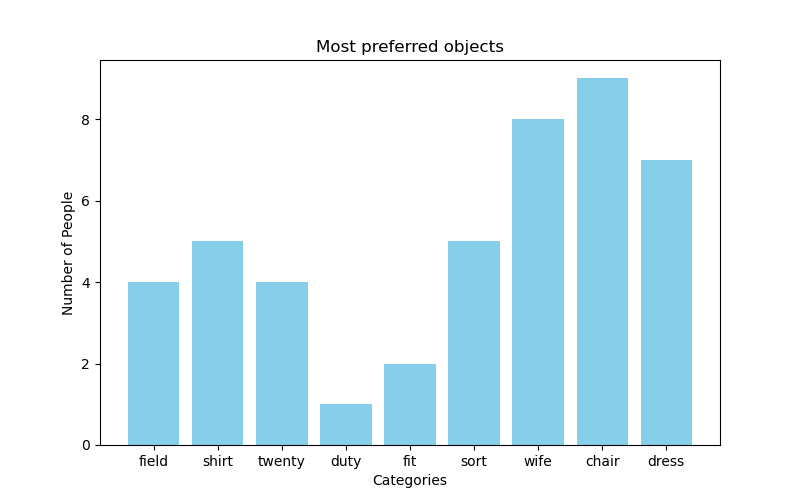 Most preferred objects
Number of People
8
6
4
2
0
field shirt twenty duty fit sort wife chair dress
Categories